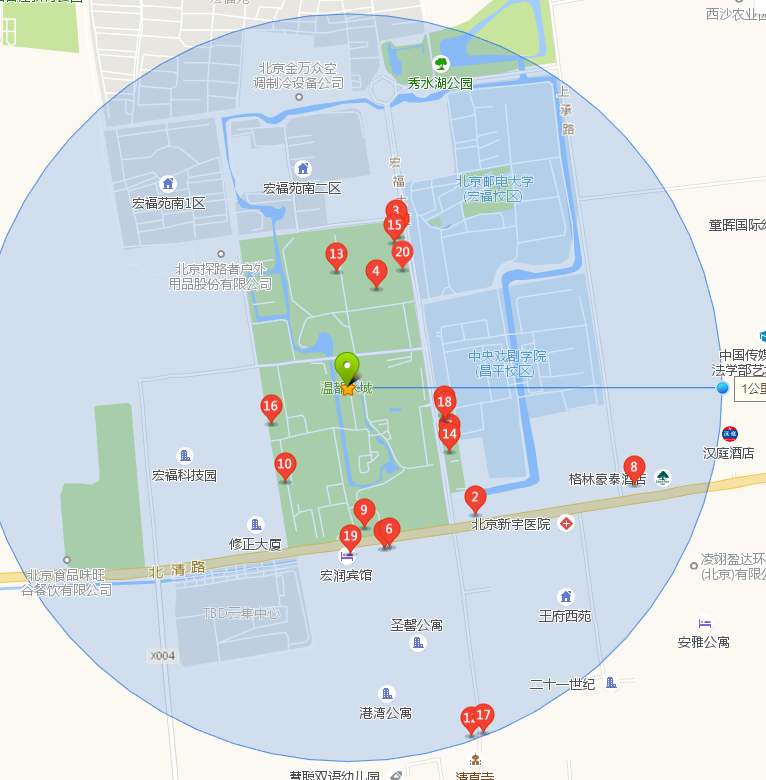 宏福苑
西沙农业
北京金万众空
调制冷设备公司
秀水湖公园
上承路
宏福
宏福苑南1区
宏福苑南二区
北京邮电大学
(宏福校区)
3
15
20
13
4
童晖国际
北京探路者户外
用品股份有限公司
中央戏剧学院
(昌平校区)
中国传媒
法学部艺
1公里
16
18
14
汉庭酒店
10
宏福科技园
8
格林豪泰酒店
2
9
6
19
北京新宇医院
修正大厦
宏润宾馆
北清路
北京食品味旺
谷餐饮有限公司
凌翊盈达环
(北京)有限公
TBD云集中心
圣馨公寓
王府西苑
安雅公寓
X004
二十一世纪
港湾公寓
17
慧聪双语幼儿园
清真寺